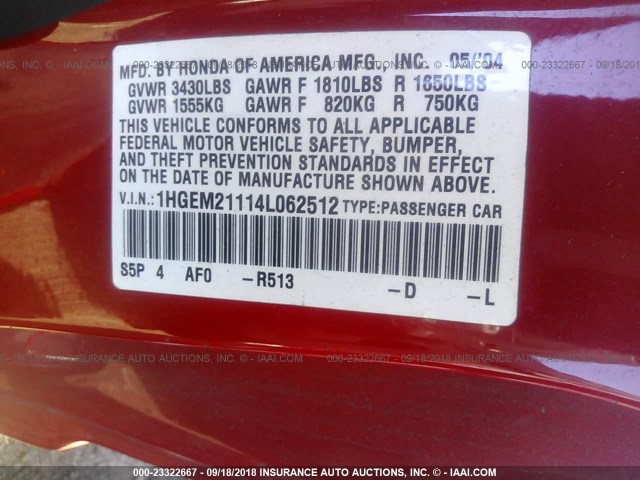 MFD. BY HONDA OF AMERICA MFG., INC. 05/'04
GVWR 3430LBS GAWR F 1810LBS R 1650LBS
GVWR 1555KG GAWR F 820KG R 750KG
THIS VEHICLE CONFORMS TO ALL APPLICABLE
FEDERAL MOTOR VEHICLE SAFETY, BUMPER,
AND THEFT PREVENTION STANDARDS IN EFFECT
ON THE DATE OF MANUFACTURE SHOWN ABOVE.
V.I.N.: 1HGEM21114L062512 TYPE:PASSENGER CAR
S5P 4 AF0 -R513 -D -L
000-23322667 - 09/18/2018 INSURANCE AUTO AUCTIONS, INC. - © IAAI.COM